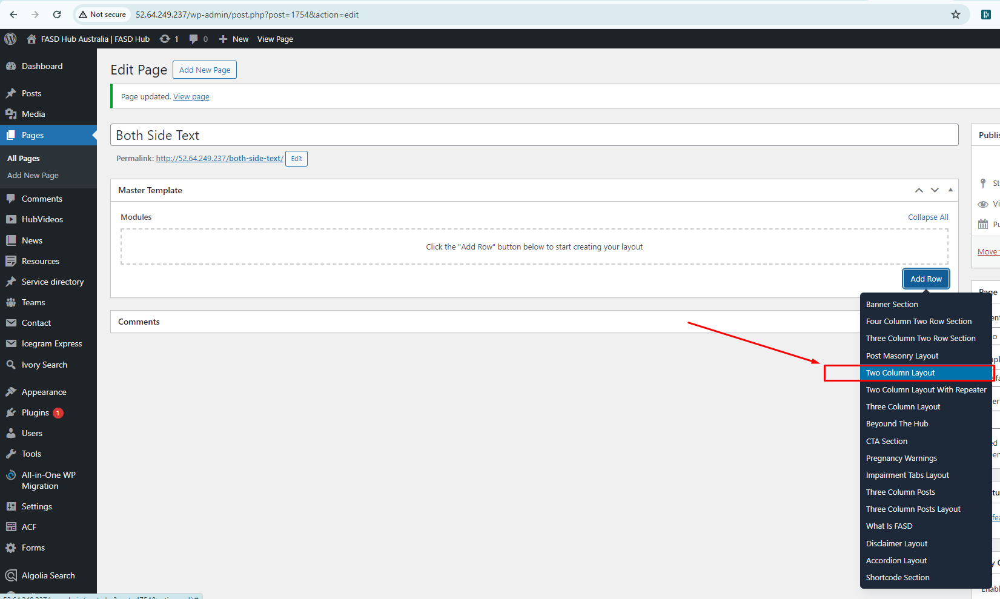 Not secure 52.64.249.237/wp-admin/post.php?post=1754&action=edit
FASD Hub Australia | FASD Hub 1 0 New View Page
Dashboard
Posts
Media
Pages
All Pages
Add New Page
Comments
HubVideos
News
Resources
Service directory
Teams
Contact
Icegram Express
Ivory Search
Appearance
Plugins 1
Users
Tools
All-in-One WP
Migration
Settings
ACF
Forms
Algolia Search
Edit Page Add New Page
Page updated. View page
Both Side Text
Permalink: http://52.64.249.237/both-side-text/ Edit
Master Template
Modules Collapse All
Click the "Add Row" button below to start creating your layout
Add Row
Comments
Banner Section
Four Column Two Row Section
Three Column Two Row Section
Post Masonry Layout
Two Column Layout
Two Column Layout With Repeater
Three Column Layout
Beyound The Hub
CTA Section
Pregnancy Warnings
Impairment Tabs Layout
Three Column Posts
Three Column Posts Layout
What Is FASD
Disclaimer Layout
Accordion Layout
Shortcode Section
Publis
St
Vi
Pu
Move
Page